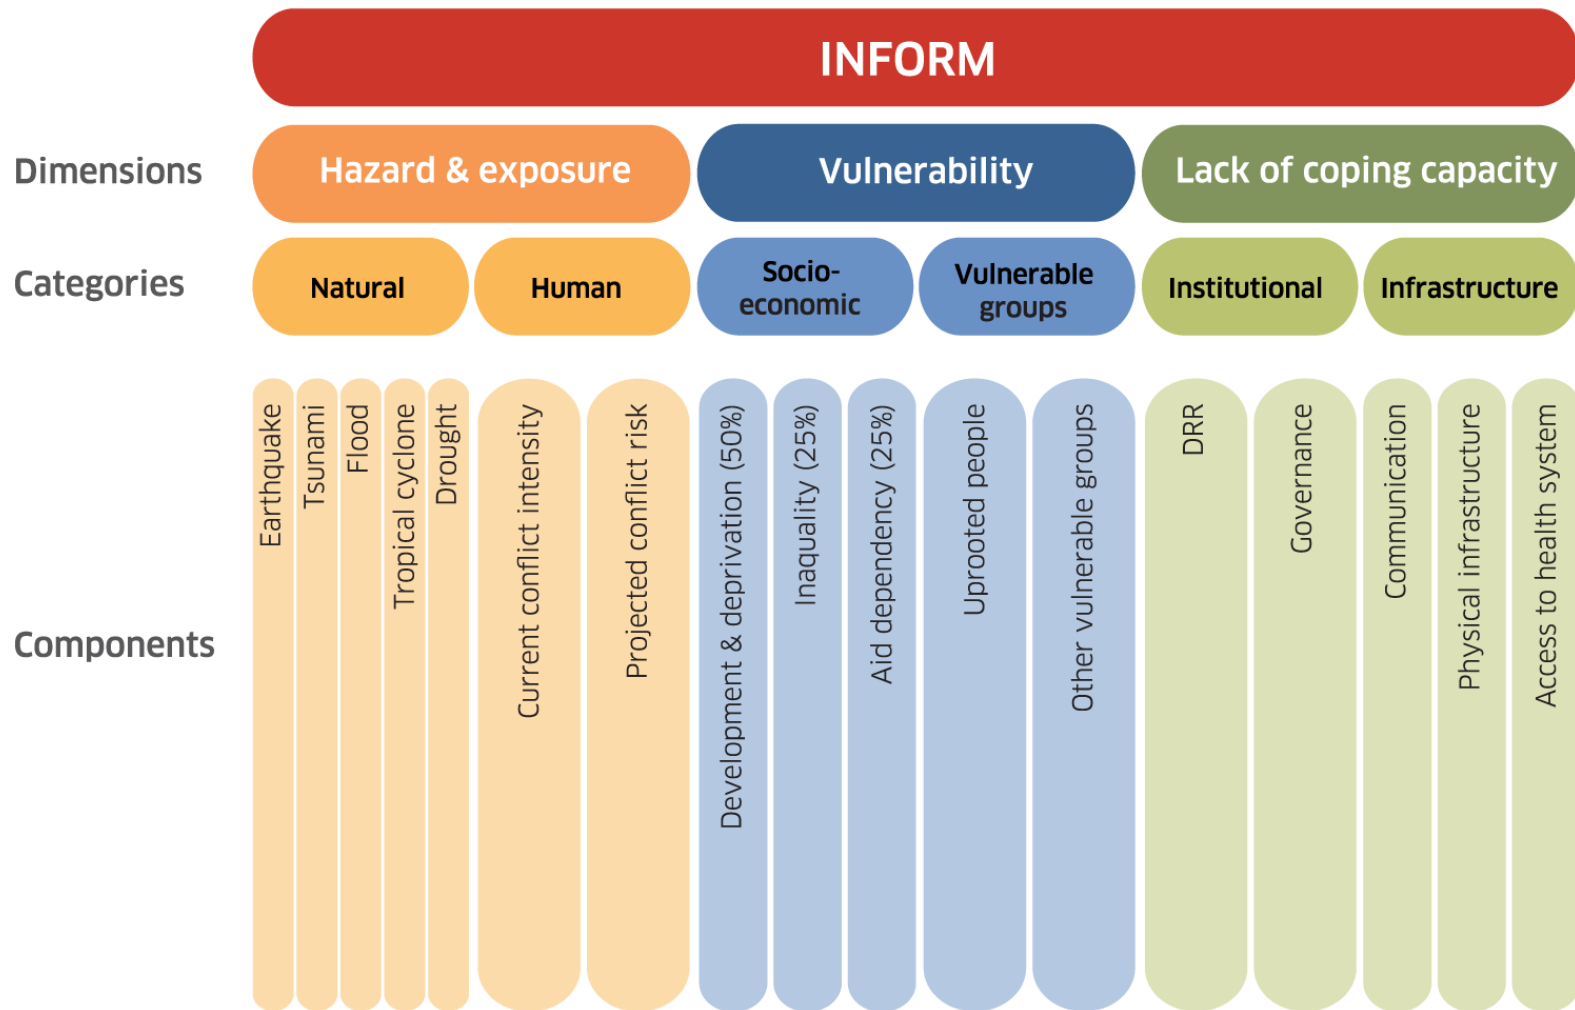 INFORM
Dimensions
Hazard & exposure
Vulnerability
Lack of coping capacity
Categories
Natural
Human
Socio-
economic
Vulnerable
groups
Institutional
Infrastructure
Components
Earthquake
Tsunami
Flood
Tropical cyclone
Drought
Current conflict intensity
Projected conflict risk
Development & deprivation (50%)
Inaquality (25%)
Aid dependency (25%)
Uprooted people
Other vulnerable groups
DRR
Governance
Communication
Physical infrastructure
Access to health system